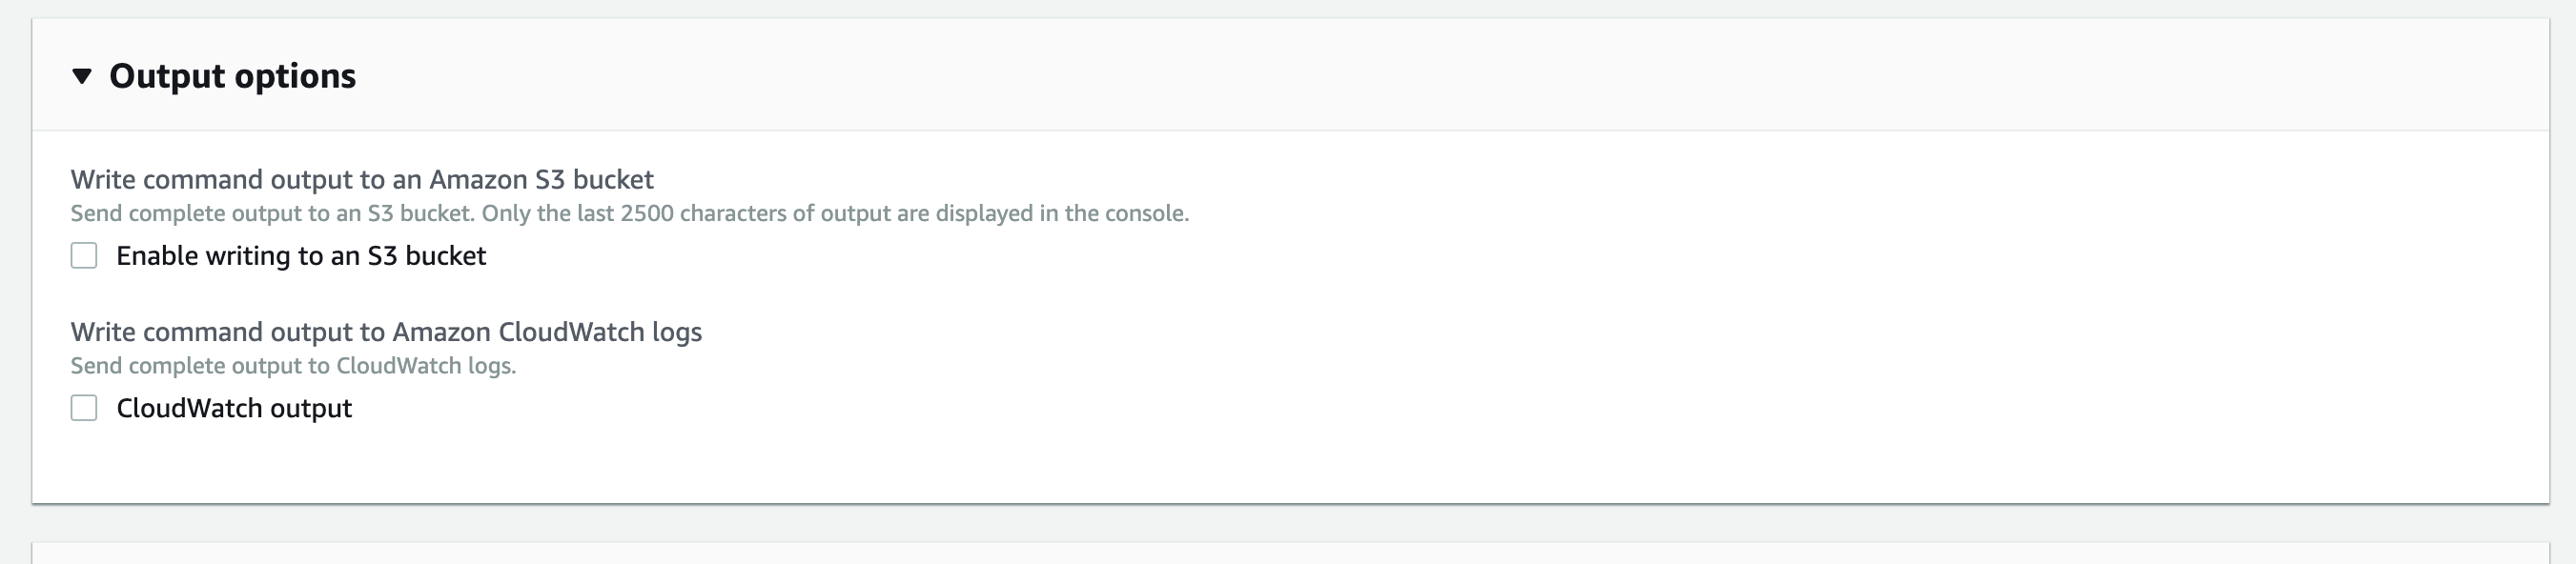 Output options
Write command output to an Amazon S3 bucket
Send complete output to an S3 bucket. Only the last 2500 characters of output are displayed in the console.
Enable writing to an S3 bucket
Write command output to Amazon CloudWatch logs
Send complete output to CloudWatch logs.
CloudWatch output